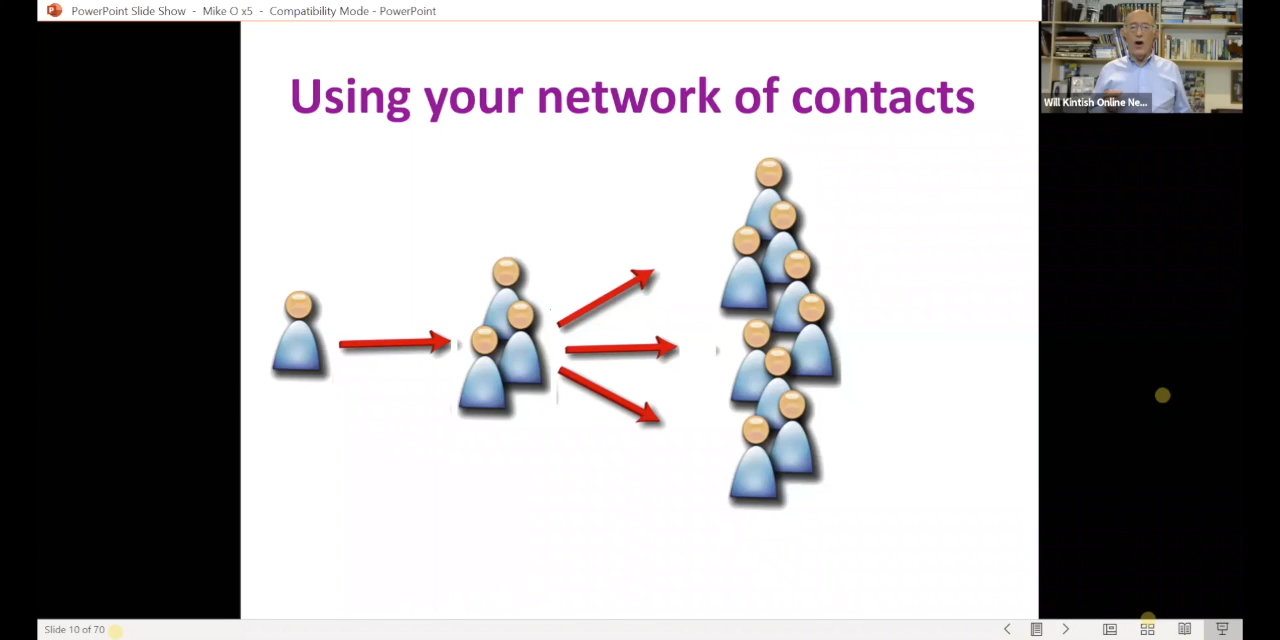 PowerPoint Slide Show - Mike O x5 - Compatibility Mode - PowerPoint
Using your network of contacts
Will Kintish Online Ne...
Slide 10 of 70